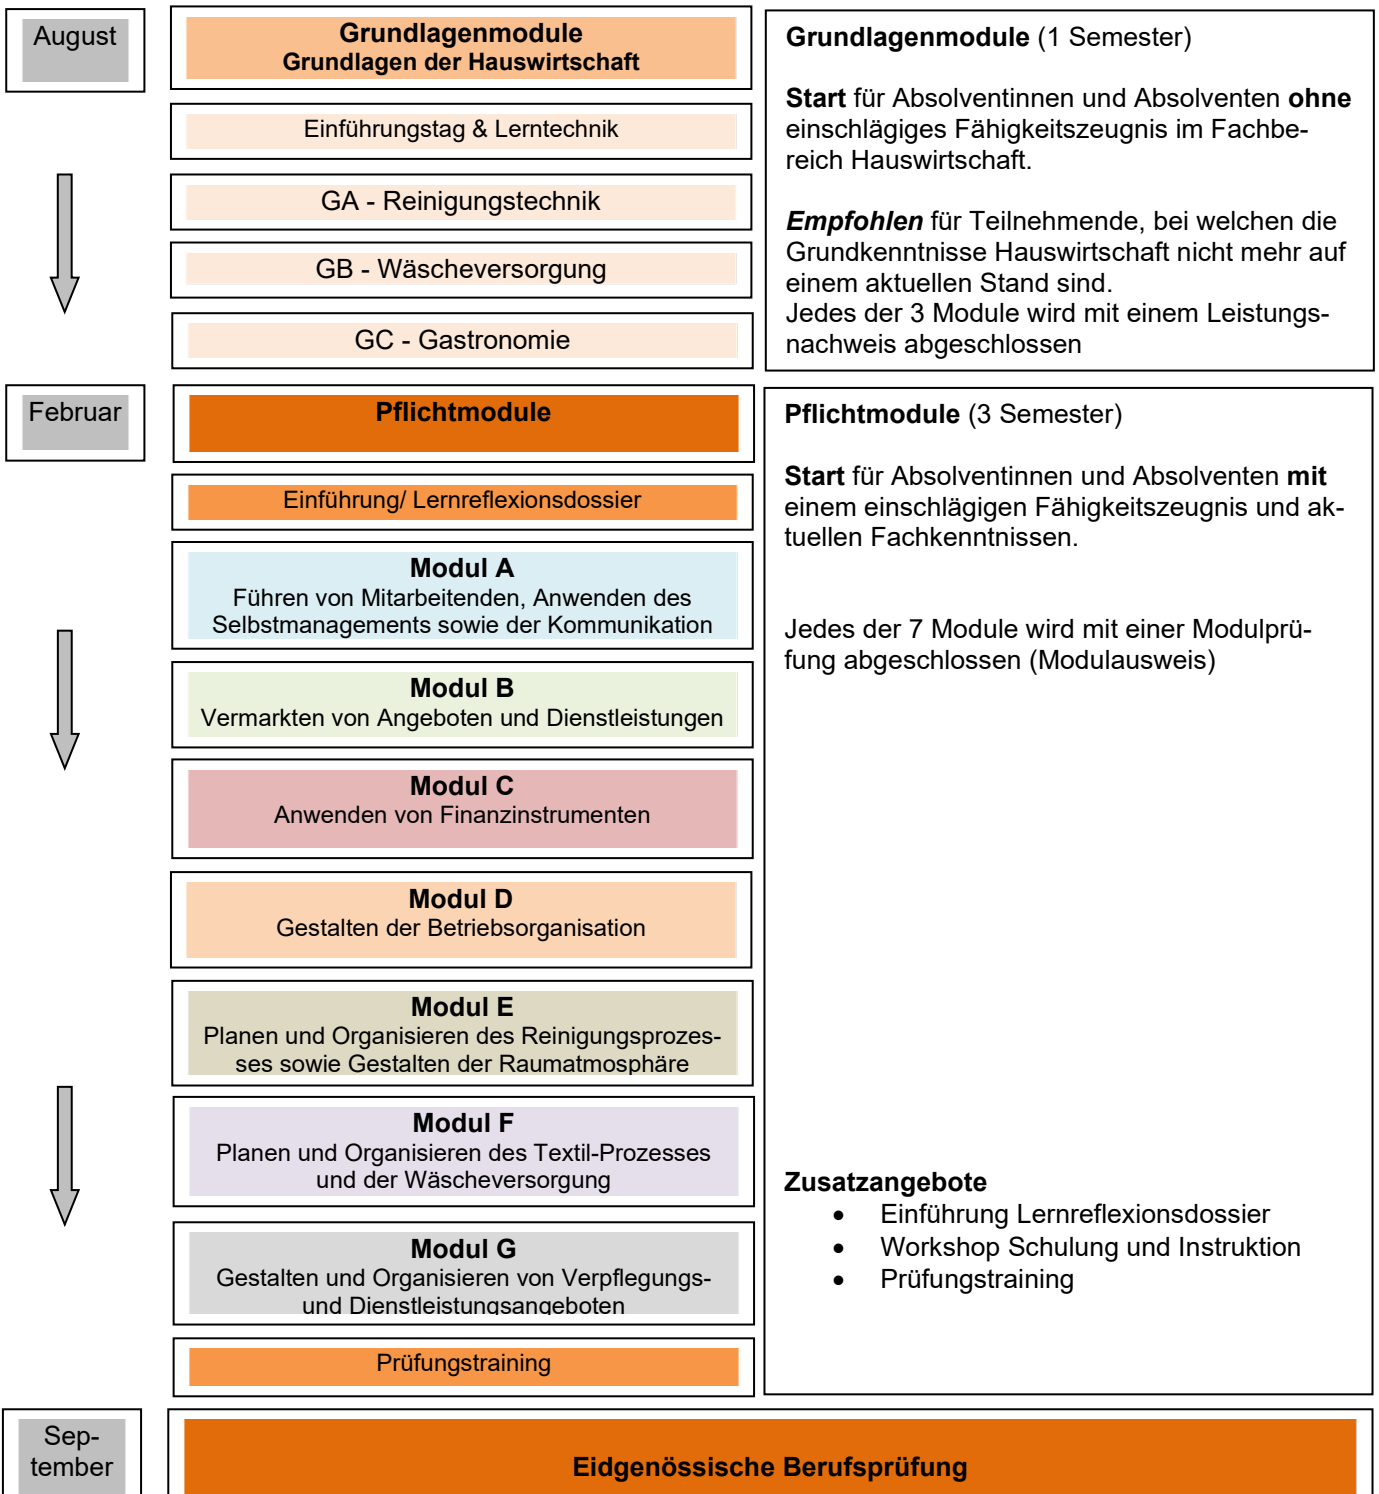 August
Grundlagenmodule
Grundlagen der Hauswirtschaft
Einführungstag & Lerntechnik
GA - Reinigungstechnik
GB - Wäscheversorgung
GC - Gastronomie
Grundlagenmodule (1 Semester)
Start für Absolventinnen und Absolventen ohne
einschlägiges Fähigkeitszeugnis im Fachbe-
reich Hauswirtschaft.
Empfohlen für Teilnehmende, bei welchen die
Grundkenntnisse Hauswirtschaft nicht mehr auf
einem aktuellen Stand sind.
Jedes der 3 Module wird mit einem Leistungs-
nachweis abgeschlossen
Februar
Pflichtmodule
Einführung/ Lernreflexionsdossier
Modul A
Führen von Mitarbeitenden, Anwenden des
Selbstmanagements sowie der Kommunikation
Modul B
Vermarkten von Angeboten und Dienstleistungen
Modul C
Anwenden von Finanzinstrumenten
Modul D
Gestalten der Betriebsorganisation
Modul E
Planen und Organisieren des Reinigungsprozes-
ses sowie Gestalten der Raumatmosphäre
Modul F
Planen und Organisieren des Textil-Prozesses
und der Wäscheversorgung
Modul G
Gestalten und Organisieren von Verpflegungs-
und Dienstleistungsangeboten
Prüfungstraining
Pflichtmodule (3 Semester)
Start für Absolventinnen und Absolventen mit
einem einschlägigen Fähigkeitszeugnis und ak-
tuellen Fachkenntnissen.
Jedes der 7 Module wird mit einer Modulprü-
fung abgeschlossen (Modulausweis)
Zusatzangebote
• Einführung Lernreflexionsdossier
• Workshop Schulung und Instruktion
• Prüfungstraining
Sep-
tember
Eidgenössische Berufsprüfung